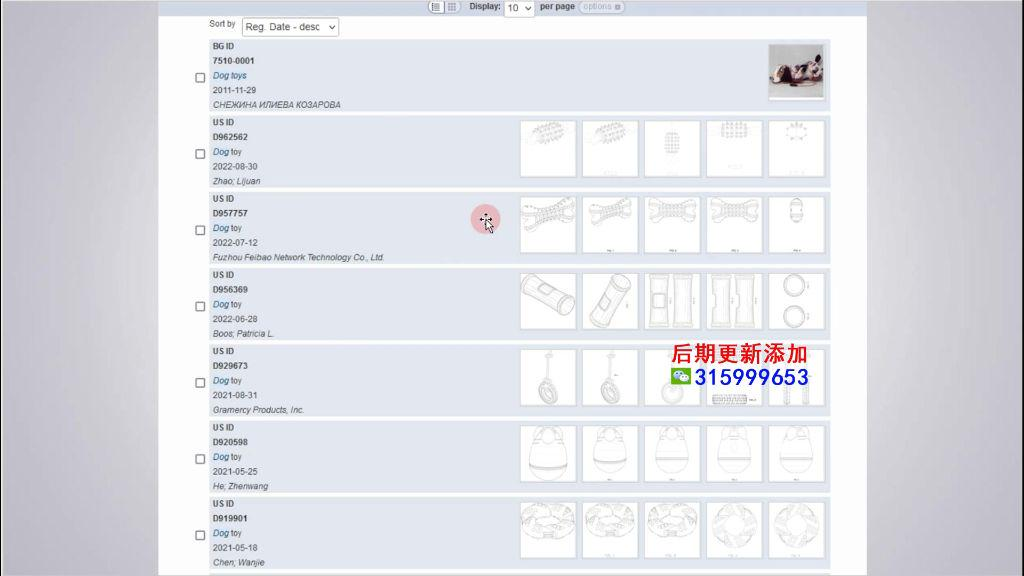 Display: 10 per page options
Sort by Reg. Date - desc
BG ID
7510-0001
Dog toys
2011-11-29
СНЕЖИНА ИЛИЕВА КОЗАРОВА
US ID
D962562
Dog toy
2022-08-30
Zhao; Lijuan
US ID
D957757
Dog toy
2022-07-12
Fuzhou Feibao Network Technology Co., Ltd.
US ID
D956369
Dog toy
2022-06-28
Boos; Patricia L.
US ID
D929673
Dog toy
2021-08-31
Gramercy Products, Inc.
后期更新添加
315999653
US ID
D920598
Dog toy
2021-05-25
He; Zhenwang
US ID
D919901
Dog toy
2021-05-18
Chen; Wanjie